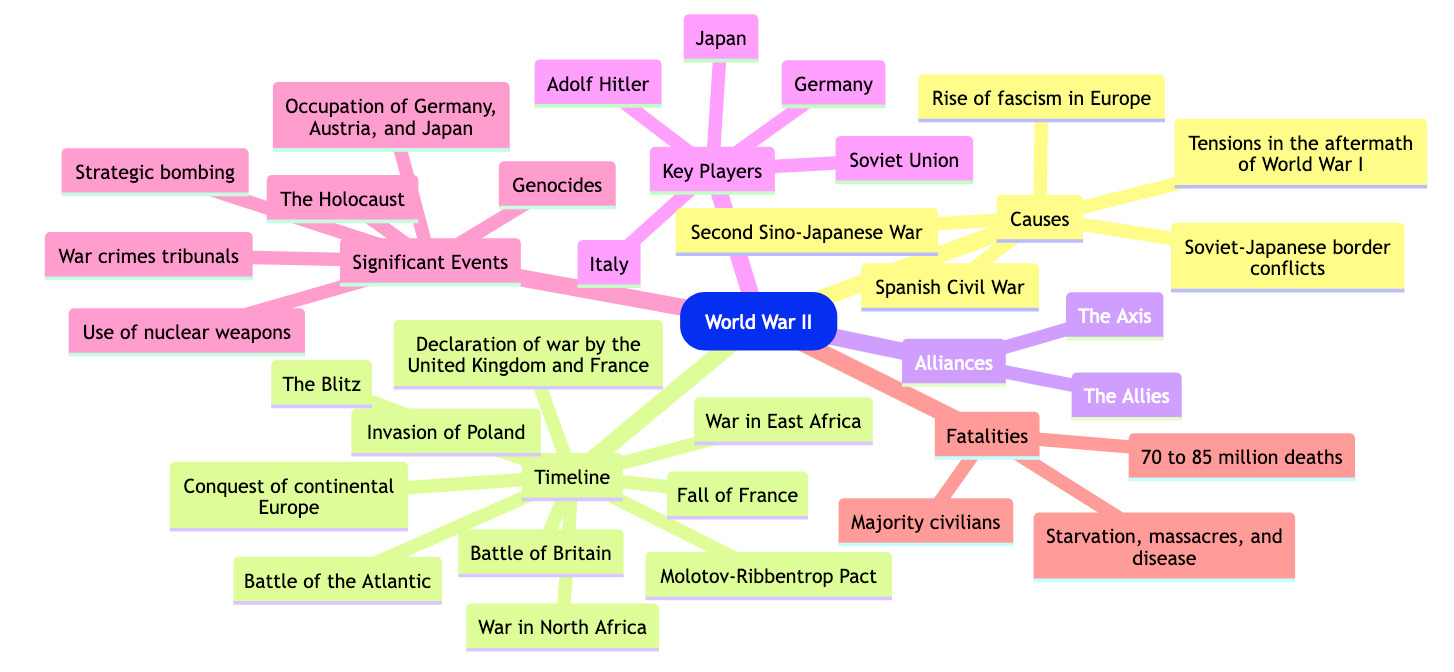 World War II
Key Players
Japan
Adolf Hitler
Germany
Soviet Union
Italy
Causes
Rise of fascism in Europe
Tensions in the aftermath
of World War I
Second Sino-Japanese War
Soviet-Japanese border
conflicts
Spanish Civil War
Alliances
The Axis
The Allies
Fatalities
70 to 85 million deaths
Majority civilians
Starvation, massacres, and
disease
Significant Events
Occupation of Germany,
Austria, and Japan
Strategic bombing
The Holocaust
Genocides
War crimes tribunals
Use of nuclear weapons
Timeline
Declaration of war by the
United Kingdom and France
The Blitz
Invasion of Poland
War in East Africa
Conquest of continental
Europe
Fall of France
Battle of the Atlantic
Battle of Britain
Molotov-Ribbentrop Pact
War in North Africa